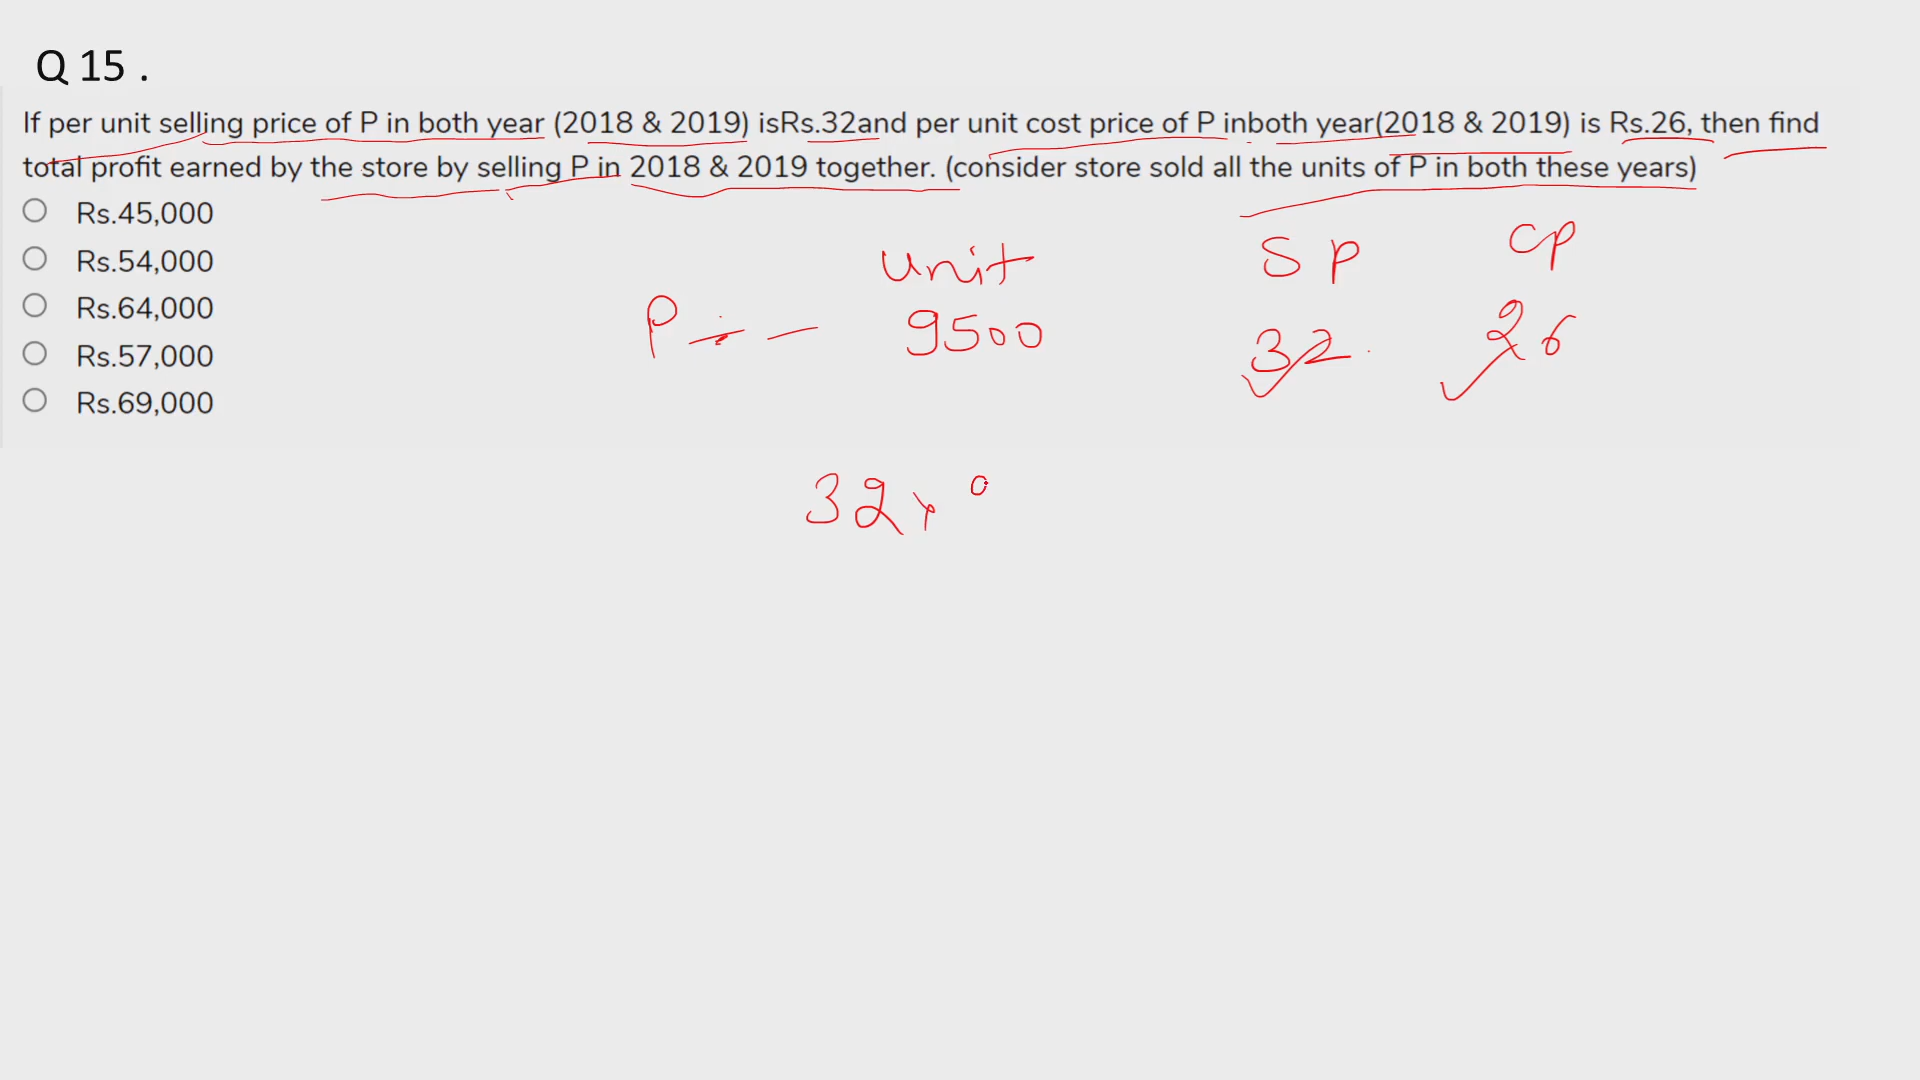 Q 15 .
If per unit selling price of P in both year (2018 & 2019) isRs.32and per unit cost price of P inboth year(2018 & 2019) is Rs.26, then find
total profit earned by the store by selling P in 2018 & 2019 together. (consider store sold all the units of P in both these years)
Rs.45,000
Rs.54,000
Rs.64,000
Rs.57,000
Rs.69,000
unit SP CP
P 9500 32 26
32 ×